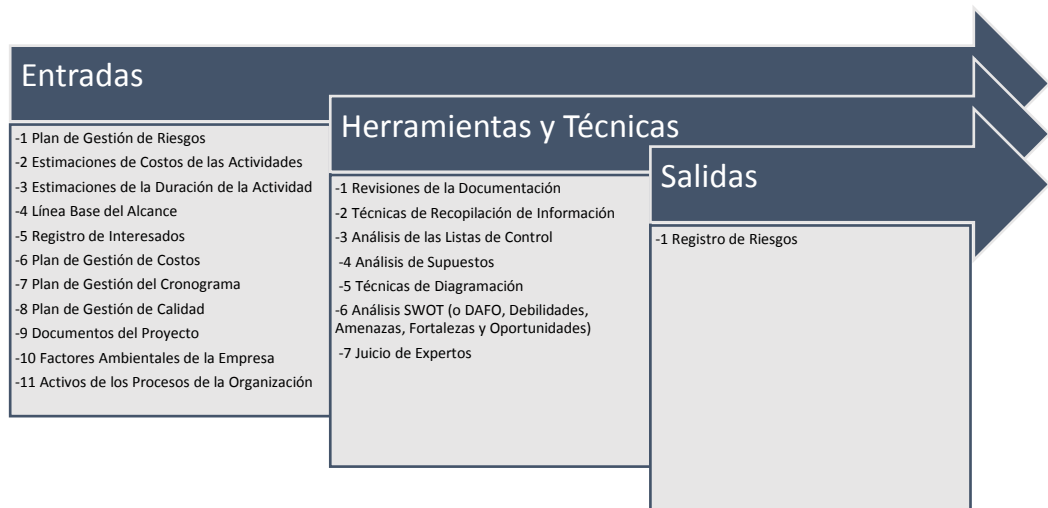 Entradas
-1 Plan de Gestión de Riesgos
-2 Estimaciones de Costos de las Actividades
-3 Estimaciones de la Duración de la Actividad
-4 Línea Base del Alcance
-5 Registro de Interesados
-6 Plan de Gestión de Costos
-7 Plan de Gestión del Cronograma
-8 Plan de Gestión de Calidad
-9 Documentos del Proyecto
-10 Factores Ambientales de la Empresa
-11 Activos de los Procesos de la Organización
Herramientas y Técnicas
-1 Revisiones de la Documentación
-2 Técnicas de Recopilación de Información
-3 Análisis de las Listas de Control
-4 Análisis de Supuestos
-5 Técnicas de Diagramación
-6 Análisis SWOT (o DAFO, Debilidades,
Amenazas, Fortalezas y Oportunidades)
-7 Juicio de Expertos
Salidas
-1 Registro de Riesgos